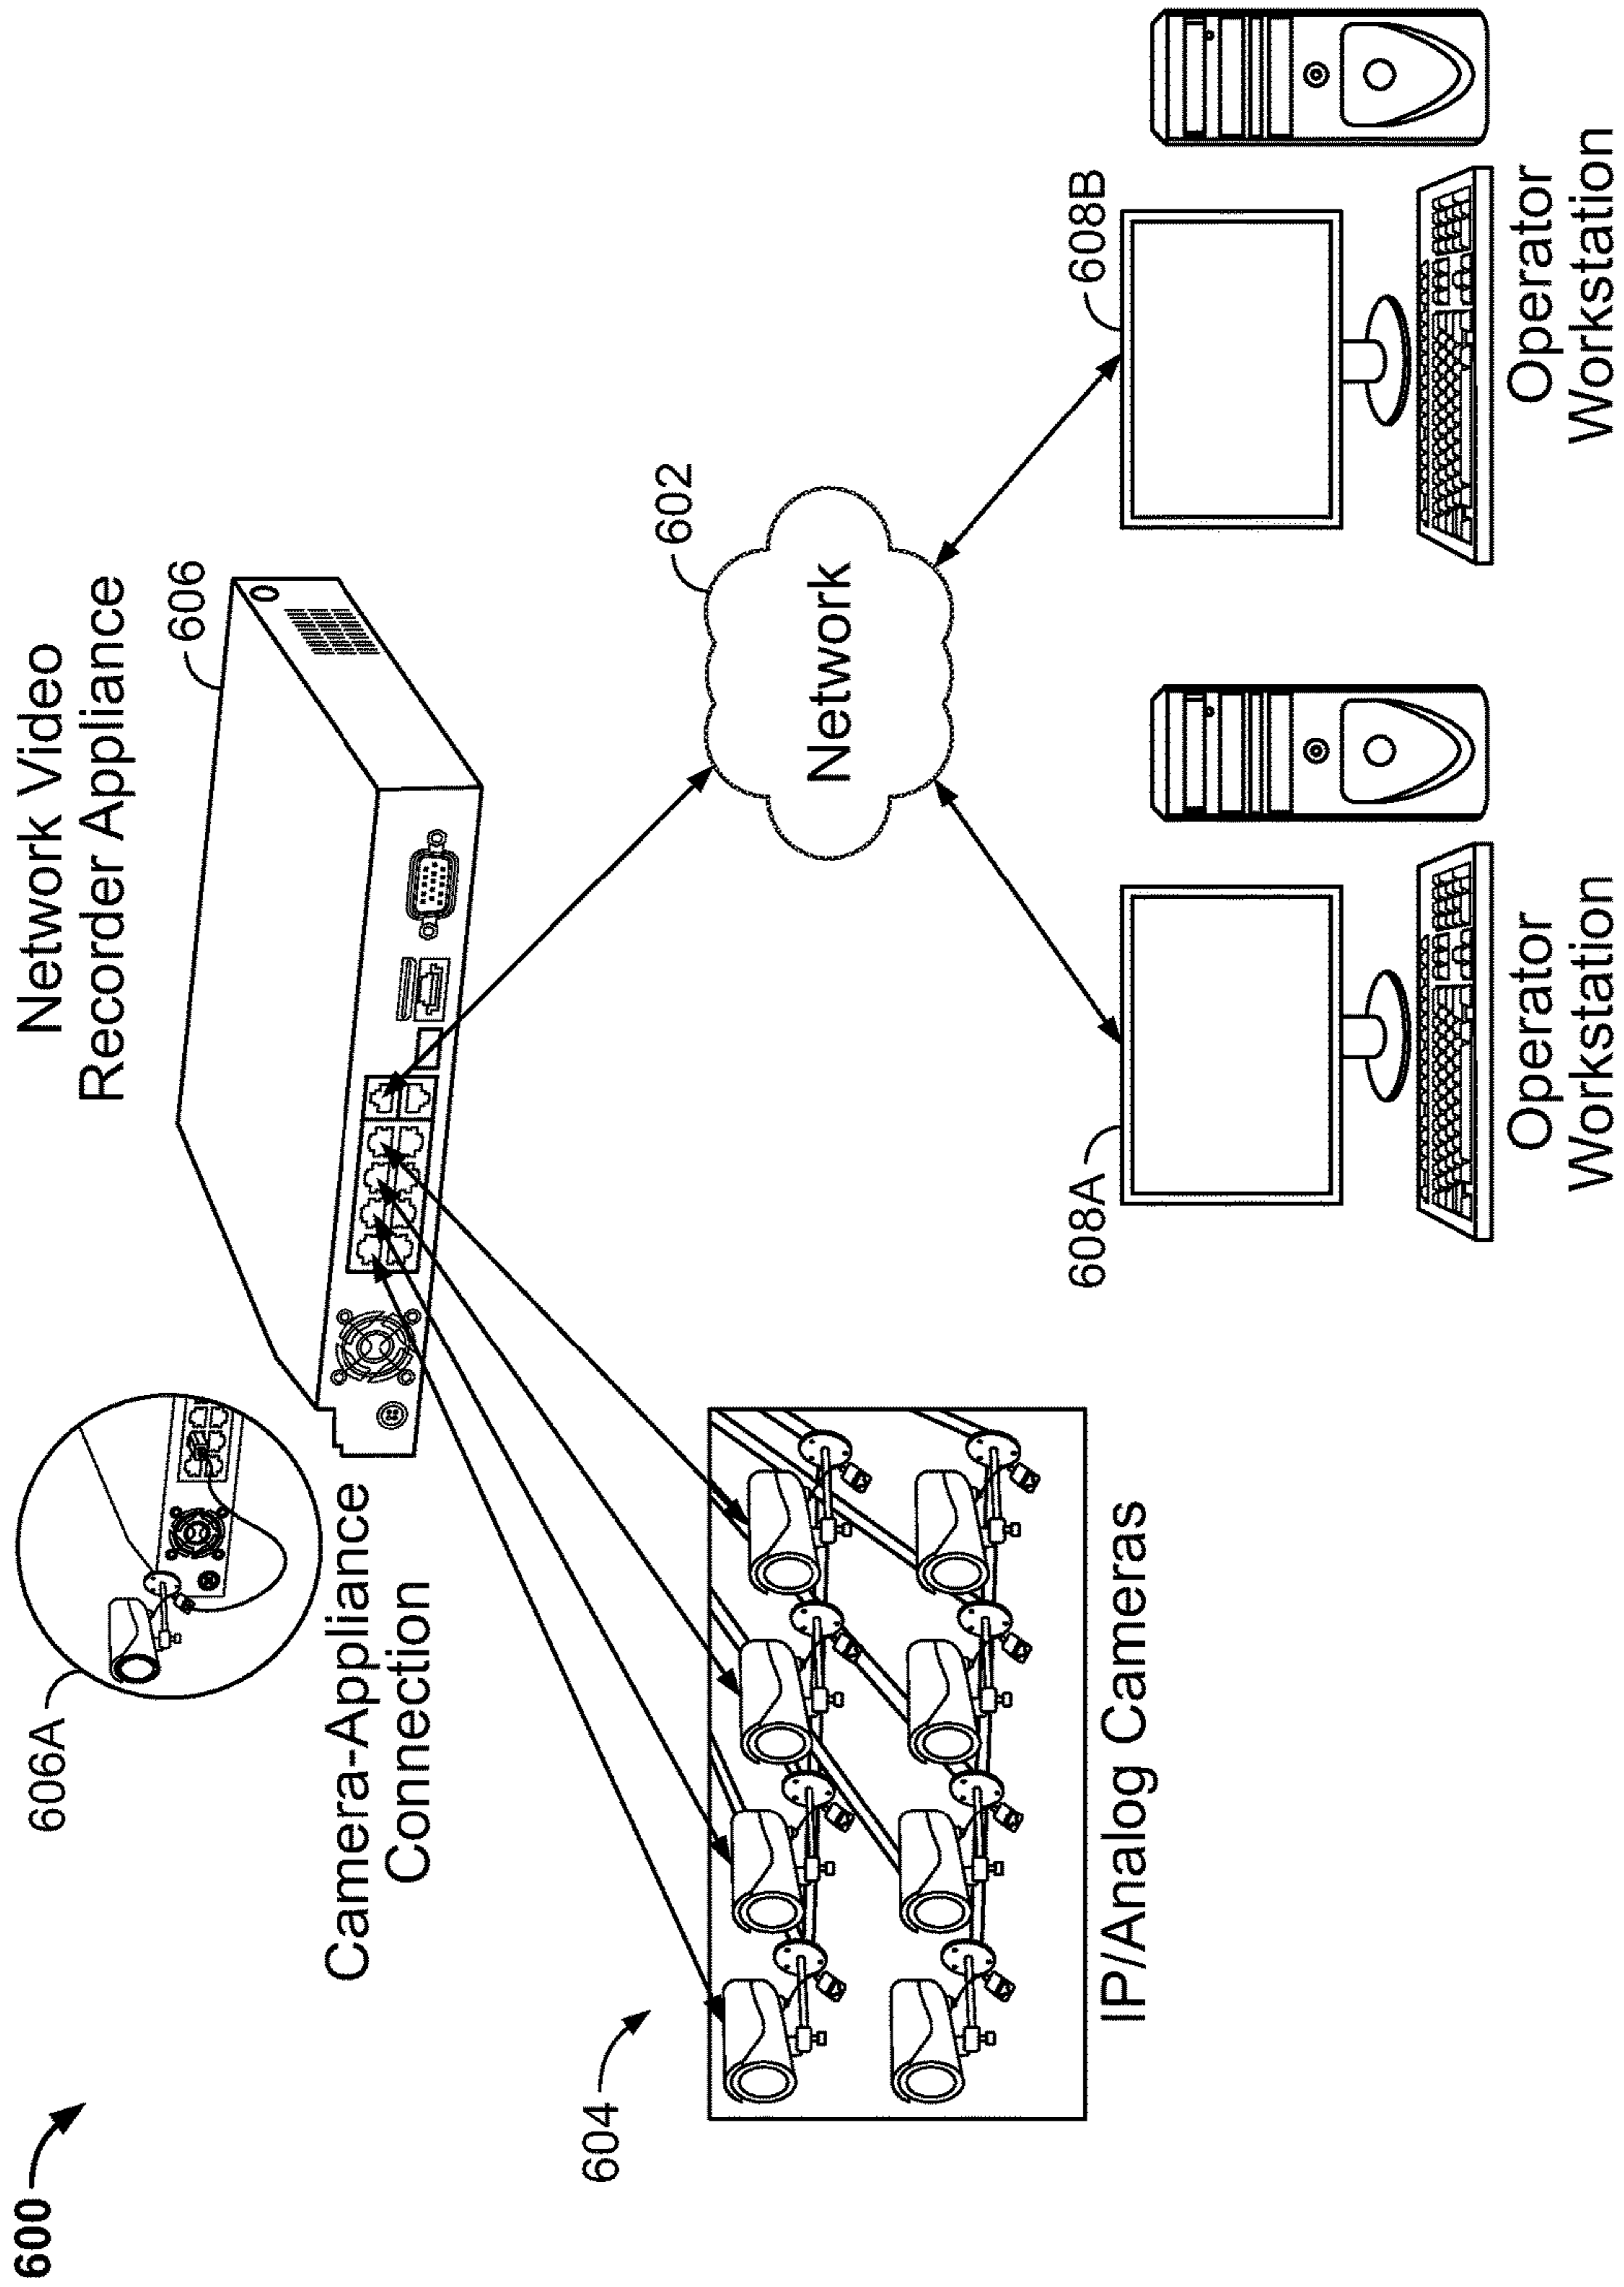 600
606A
Camera-Appliance
Connection
Network Video
Recorder Appliance
606
604
IP/Analog Cameras
602
Network
608A
Operator
Workstation
608B
Operator
Workstation